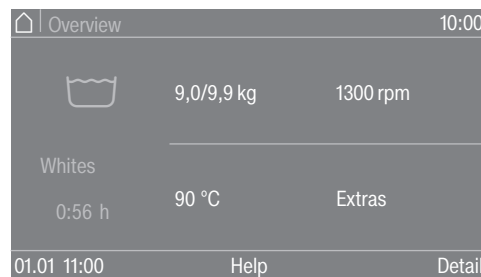 Overview 10:00
9,0/9,9 kg 1300 rpm
Whites
0:56 h
90 °C Extras
01.01 11:00 Help Detail